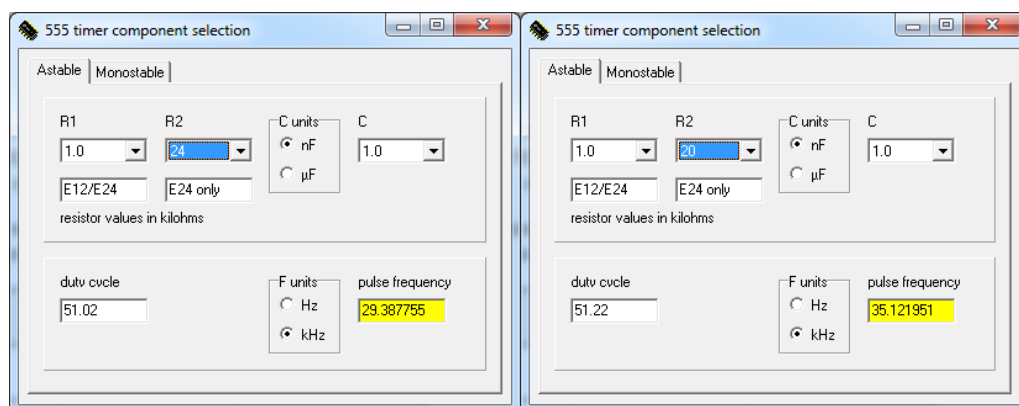 555 timer component selection
Astable Monostable
R1 R2 C units C
1.0 24 nF 1.0
µF
E12/E24 E24 only
resistor values in kilohms
duty cycle F units pulse frequency
51.02 Hz 29.387755
kHz
555 timer component selection
Astable Monostable
R1 R2 C units C
1.0 20 nF 1.0
µF
E12/E24 E24 only
resistor values in kilohms
duty cycle F units pulse frequency
51.22 Hz 35.121951
kHz